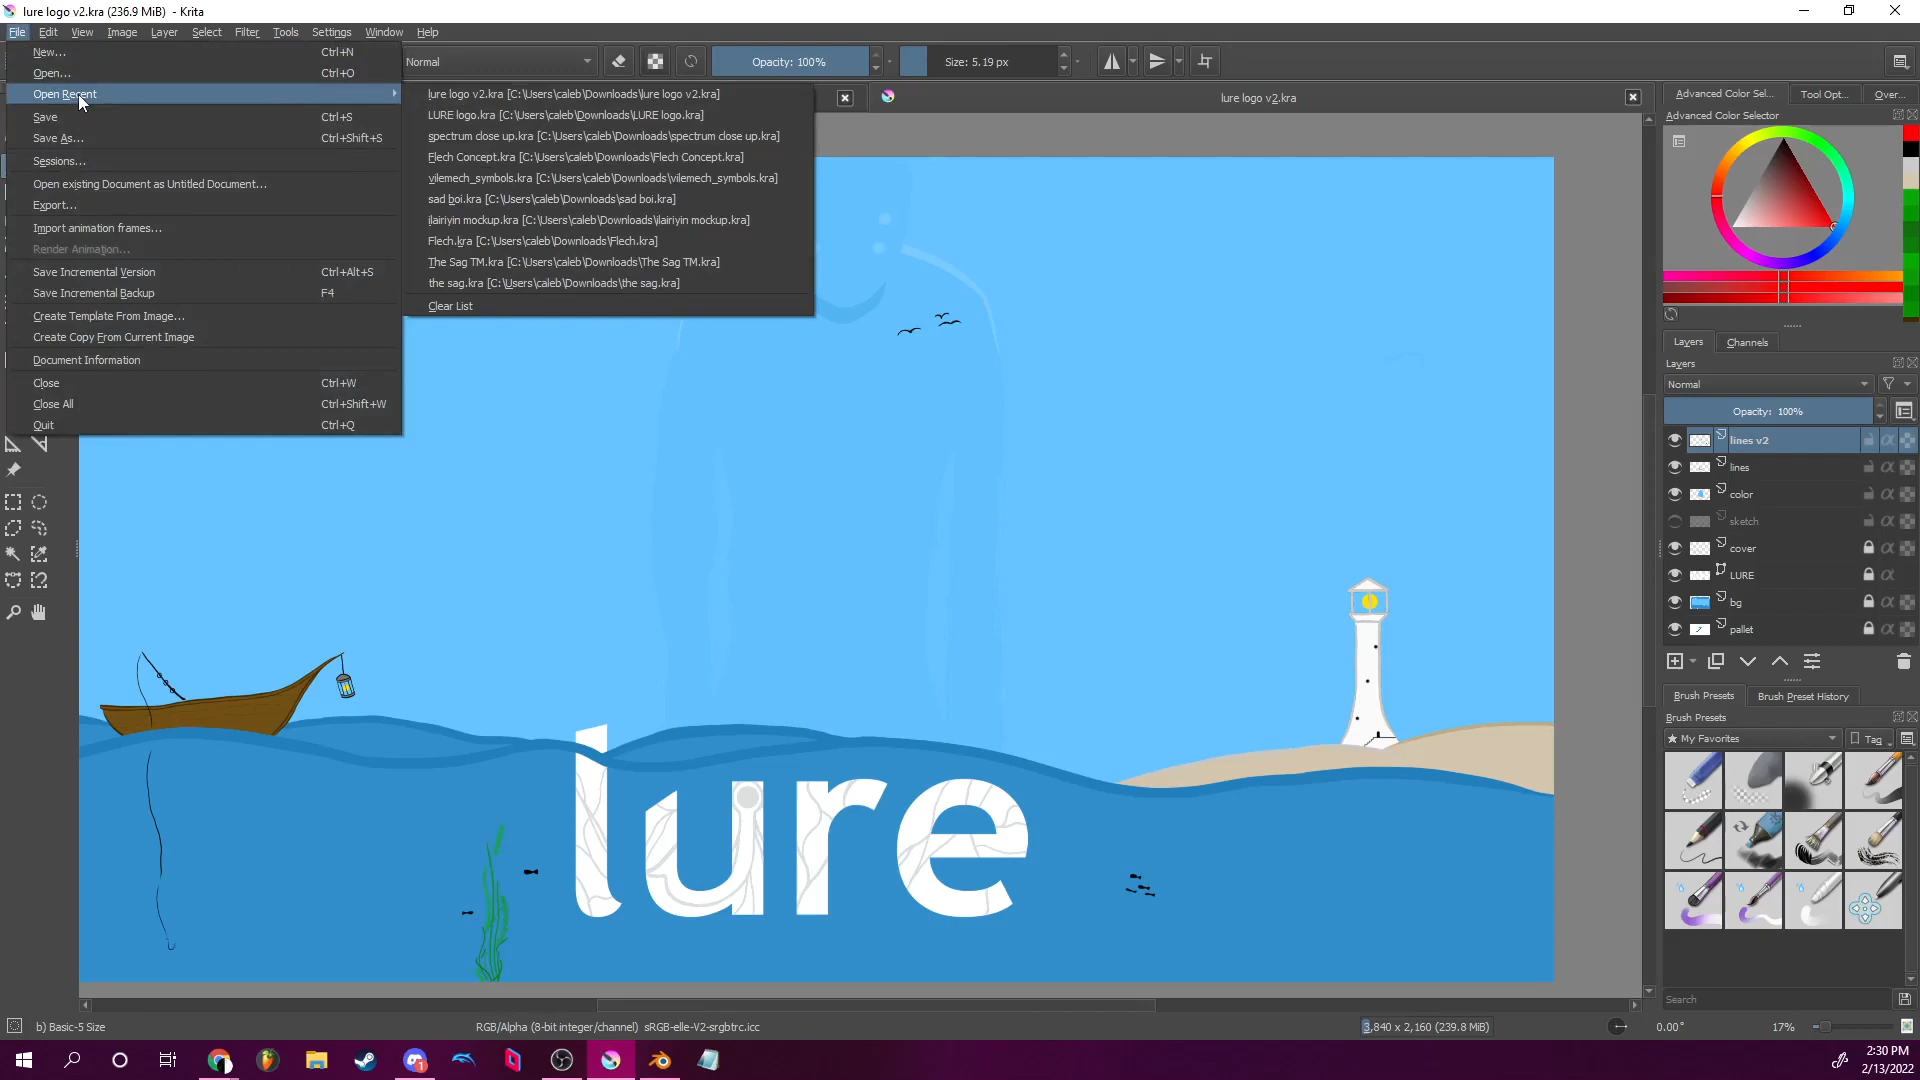 lure logo v2.kra (236.9 MiB) - Krita
File Edit View Image Layer Select Filter Tools Settings Window Help
New... Ctrl+N
Open... Ctrl+O
Open Recent
Save Ctrl+S
Save As... Ctrl+Shift+S
Sessions...
Open existing Document as Untitled Document...
Export...
Import animation frames...
Render Animation...
Save Incremental Version Ctrl+Alt+S
Save Incremental Backup F4
Create Template From Image...
Create Copy From Current Image
Document Information
Close Ctrl+W
Close All Ctrl+Shift+W
Quit Ctrl+Q
Normal
Opacity: 100%
Size: 5.19 px
lure logo v2.kra [C:\Users\caleb\Downloads\lure logo v2.kra]
LURE logo.kra [C:\Users\caleb\Downloads\LURE logo.kra]
spectrum close up.kra [C:\Users\caleb\Downloads\spectrum close up.kra]
Flech Concept.kra [C:\Users\caleb\Downloads\Flech Concept.kra]
vilemech_symbols.kra [C:\Users\caleb\Downloads\vilemech_symbols.kra]
sad boi.kra [C:\Users\caleb\Downloads\sad boi.kra]
ilairiyin mockup.kra [C:\Users\caleb\Downloads\ilairiyin mockup.kra]
Flech.kra [C:\Users\caleb\Downloads\Flech.kra]
The Sag TM.kra [C:\Users\caleb\Downloads\The Sag TM.kra]
the sag.kra [C:\Users\caleb\Downloads\the sag.kra]
Clear List
lure logo v2.kra
lure
Advanced Color Sel... Tool Opt... Over...
Advanced Color Selector
Layers Channels
Layers
Normal
Opacity: 100%
lines v2
lines
color
sketch
cover
LURE
bg
pallet
Brush Presets Brush Preset History
Brush Presets
★ My Favorites Tag
Search
b) Basic-5 Size
RGB/Alpha (8-bit integer/channel) sRGB-elle-V2-srgbtrc.icc
3,840 x 2,160 (239.8 MiB)
0.00°
17%
1
2:30 PM
2/13/2022